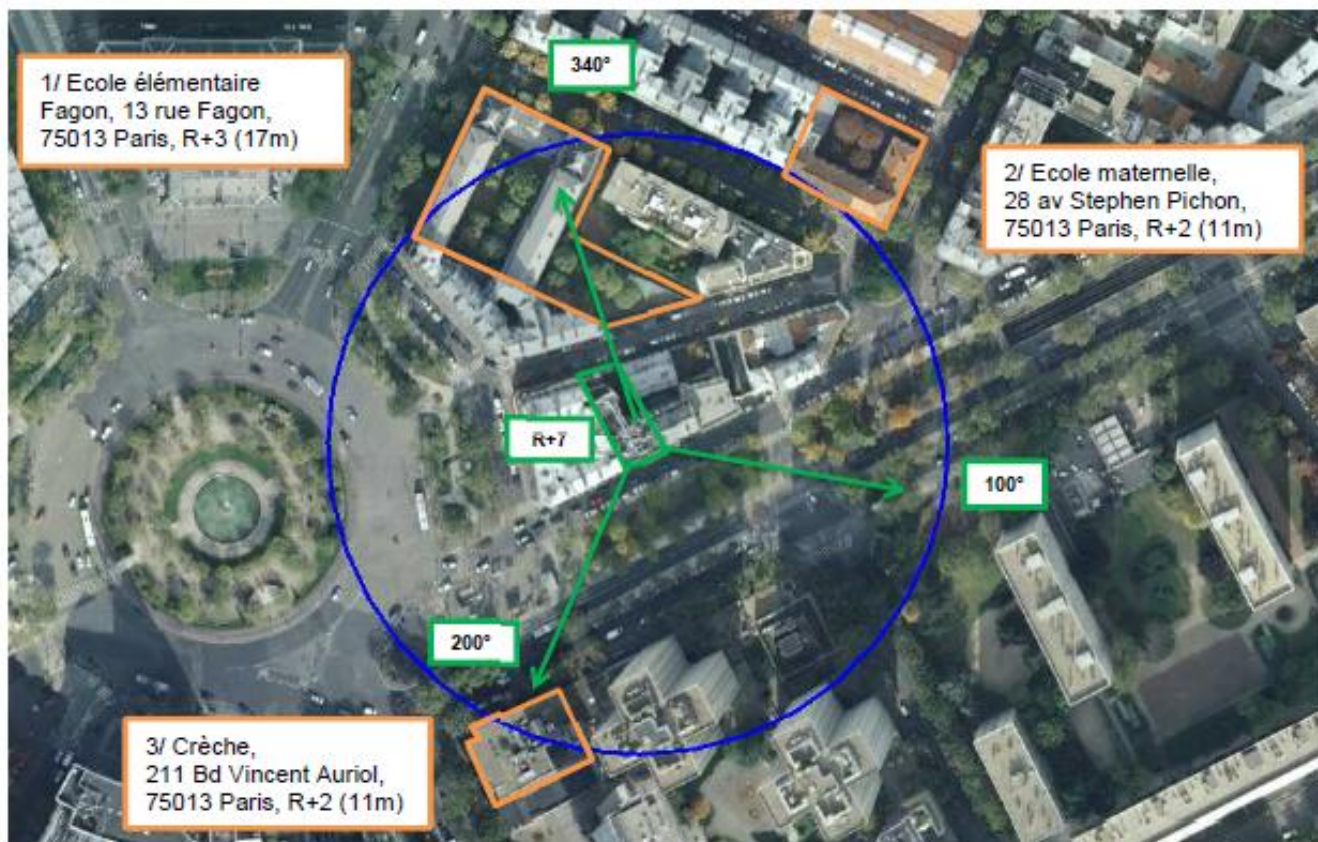 340°
1/ Ecole élémentaire
Fagon, 13 rue Fagon,
75013 Paris, R+3 (17m)
2/ Ecole maternelle,
28 av Stephen Pichon,
75013 Paris, R+2 (11m)
R+7
100°
200°
3/ Crèche,
211 Bd Vincent Auriol,
75013 Paris, R+2 (11m)